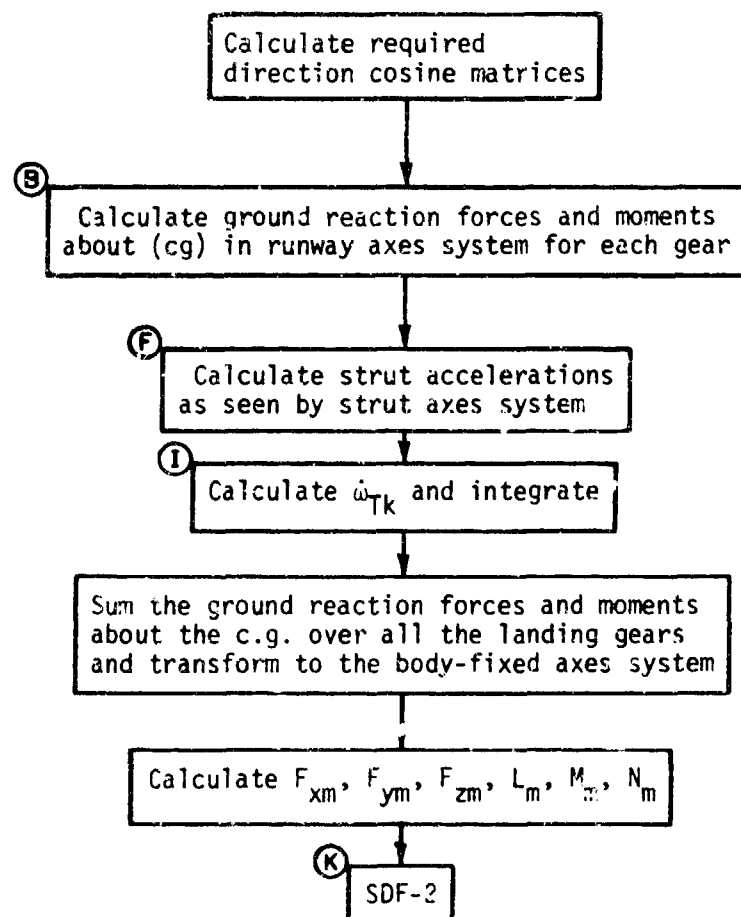 Calculate required
direction cosine matrices
B
Calculate ground reaction forces and moments
about (cg) in runway axes system for each gear
F
Calculate strut accelerations
as seen by strut axes system
I
Calculate ω̇Tk and integrate
Sum the ground reaction forces and moments
about the c.g. over all the landing gears
and transform to the body-fixed axes system
Calculate Fxm, Fym, Fzm, Lm, Mm, Nm
K
SDF-2